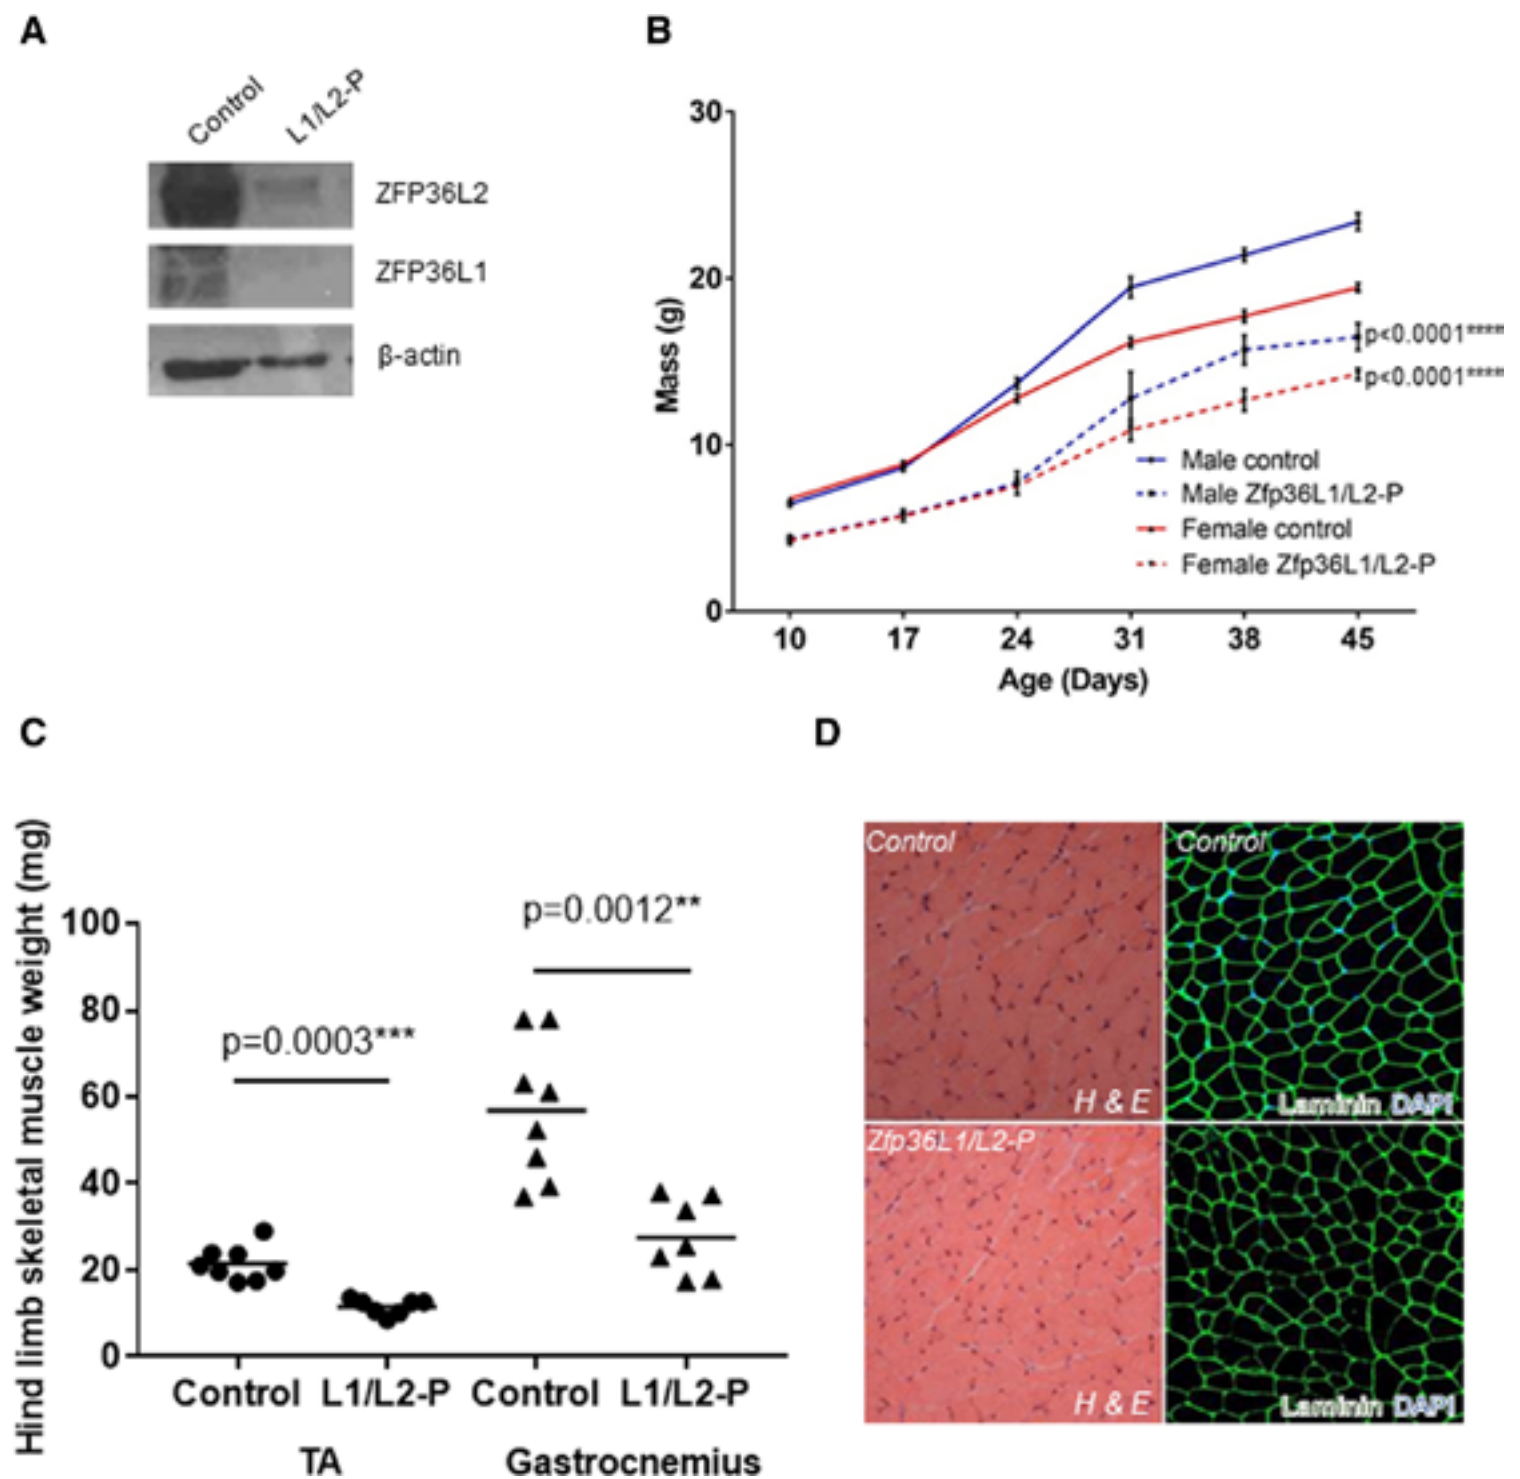 A
Control
L1/L2-P
ZFP36L2
ZFP36L1
β-actin
B
30
20
10
0
Mass (g)
p<0.0001****
p<0.0001****
Male control
Male Zfp36L1/L2-P
Female control
Female Zfp36L1/L2-P
10 17 24 31 38 45
Age (Days)
C
Hind limb skeletal muscle weight (mg)
100
80
60
40
20
0
p=0.0003***
p=0.0012**
Control L1/L2-P Control L1/L2-P
TA Gastrocnemius
D
Control
H & E
Control
Laminin DAPI
Zfp36L1/L2-P
H & E
Laminin DAPI